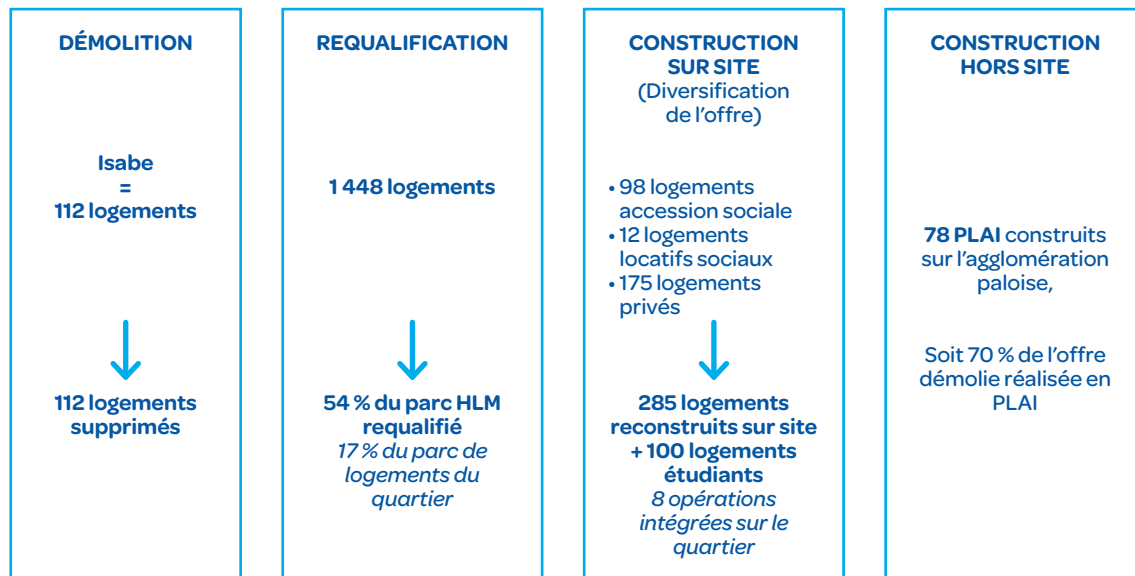 DÉMOLITION
Isabe
=
112 logements
112 logements
supprimés
REQUALIFICATION
1 448 logements
54 % du parc HLM
requalifié
17 % du parc de
logements du
quartier
CONSTRUCTION
SUR SITE
(Diversification
de l’offre)
• 98 logements
accession sociale
• 12 logements
locatifs sociaux
• 175 logements
privés
285 logements
reconstruits sur site
+ 100 logements
étudiants
8 opérations
intégrées sur le
quartier
CONSTRUCTION
HORS SITE
78 PLAI construits
sur l’agglomération
paloise,
Soit 70 % de l’offre
démolie réalisée en
PLAI